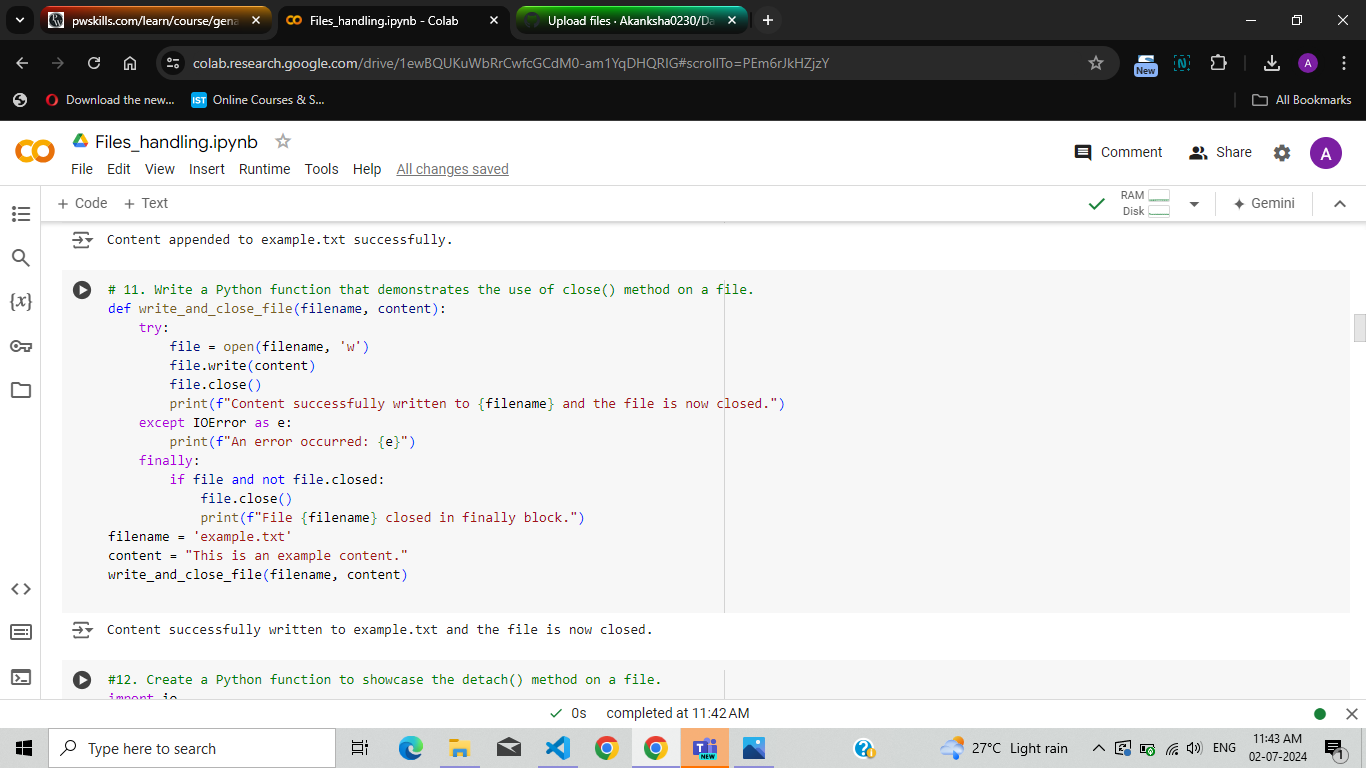 pwskills.com/learn/course/gena
Files_handling.ipynb - Colab
Upload files · Akanksha0230/Da
colab.research.google.com/drive/1ewBQUKuWbRrCwfcGCdM0-am1YqDHQRIG#scrollTo=PEm6rJkHZjzY
New
A
Download the new...
IST
Online Courses & S...
All Bookmarks
Files_handling.ipynb
File Edit View Insert Runtime Tools Help All changes saved
Comment
Share
A
+ Code + Text
RAM
Disk
Gemini
Content appended to example.txt successfully.
# 11. Write a Python function that demonstrates the use of close() method on a file.
def write_and_close_file(filename, content):
    try:
        file = open(filename, 'w')
        file.write(content)
        file.close()
        print(f"Content successfully written to {filename} and the file is now closed.")
    except IOError as e:
        print(f"An error occurred: {e}")
    finally:
        if file and not file.closed:
            file.close()
            print(f"File {filename} closed in finally block.")
filename = 'example.txt'
content = "This is an example content."
write_and_close_file(filename, content)
Content successfully written to example.txt and the file is now closed.
#12. Create a Python function to showcase the detach() method on a file.
import io
0s completed at 11:42 AM
Type here to search
NEW
27°C Light rain
ENG
11:43 AM
02-07-2024
1